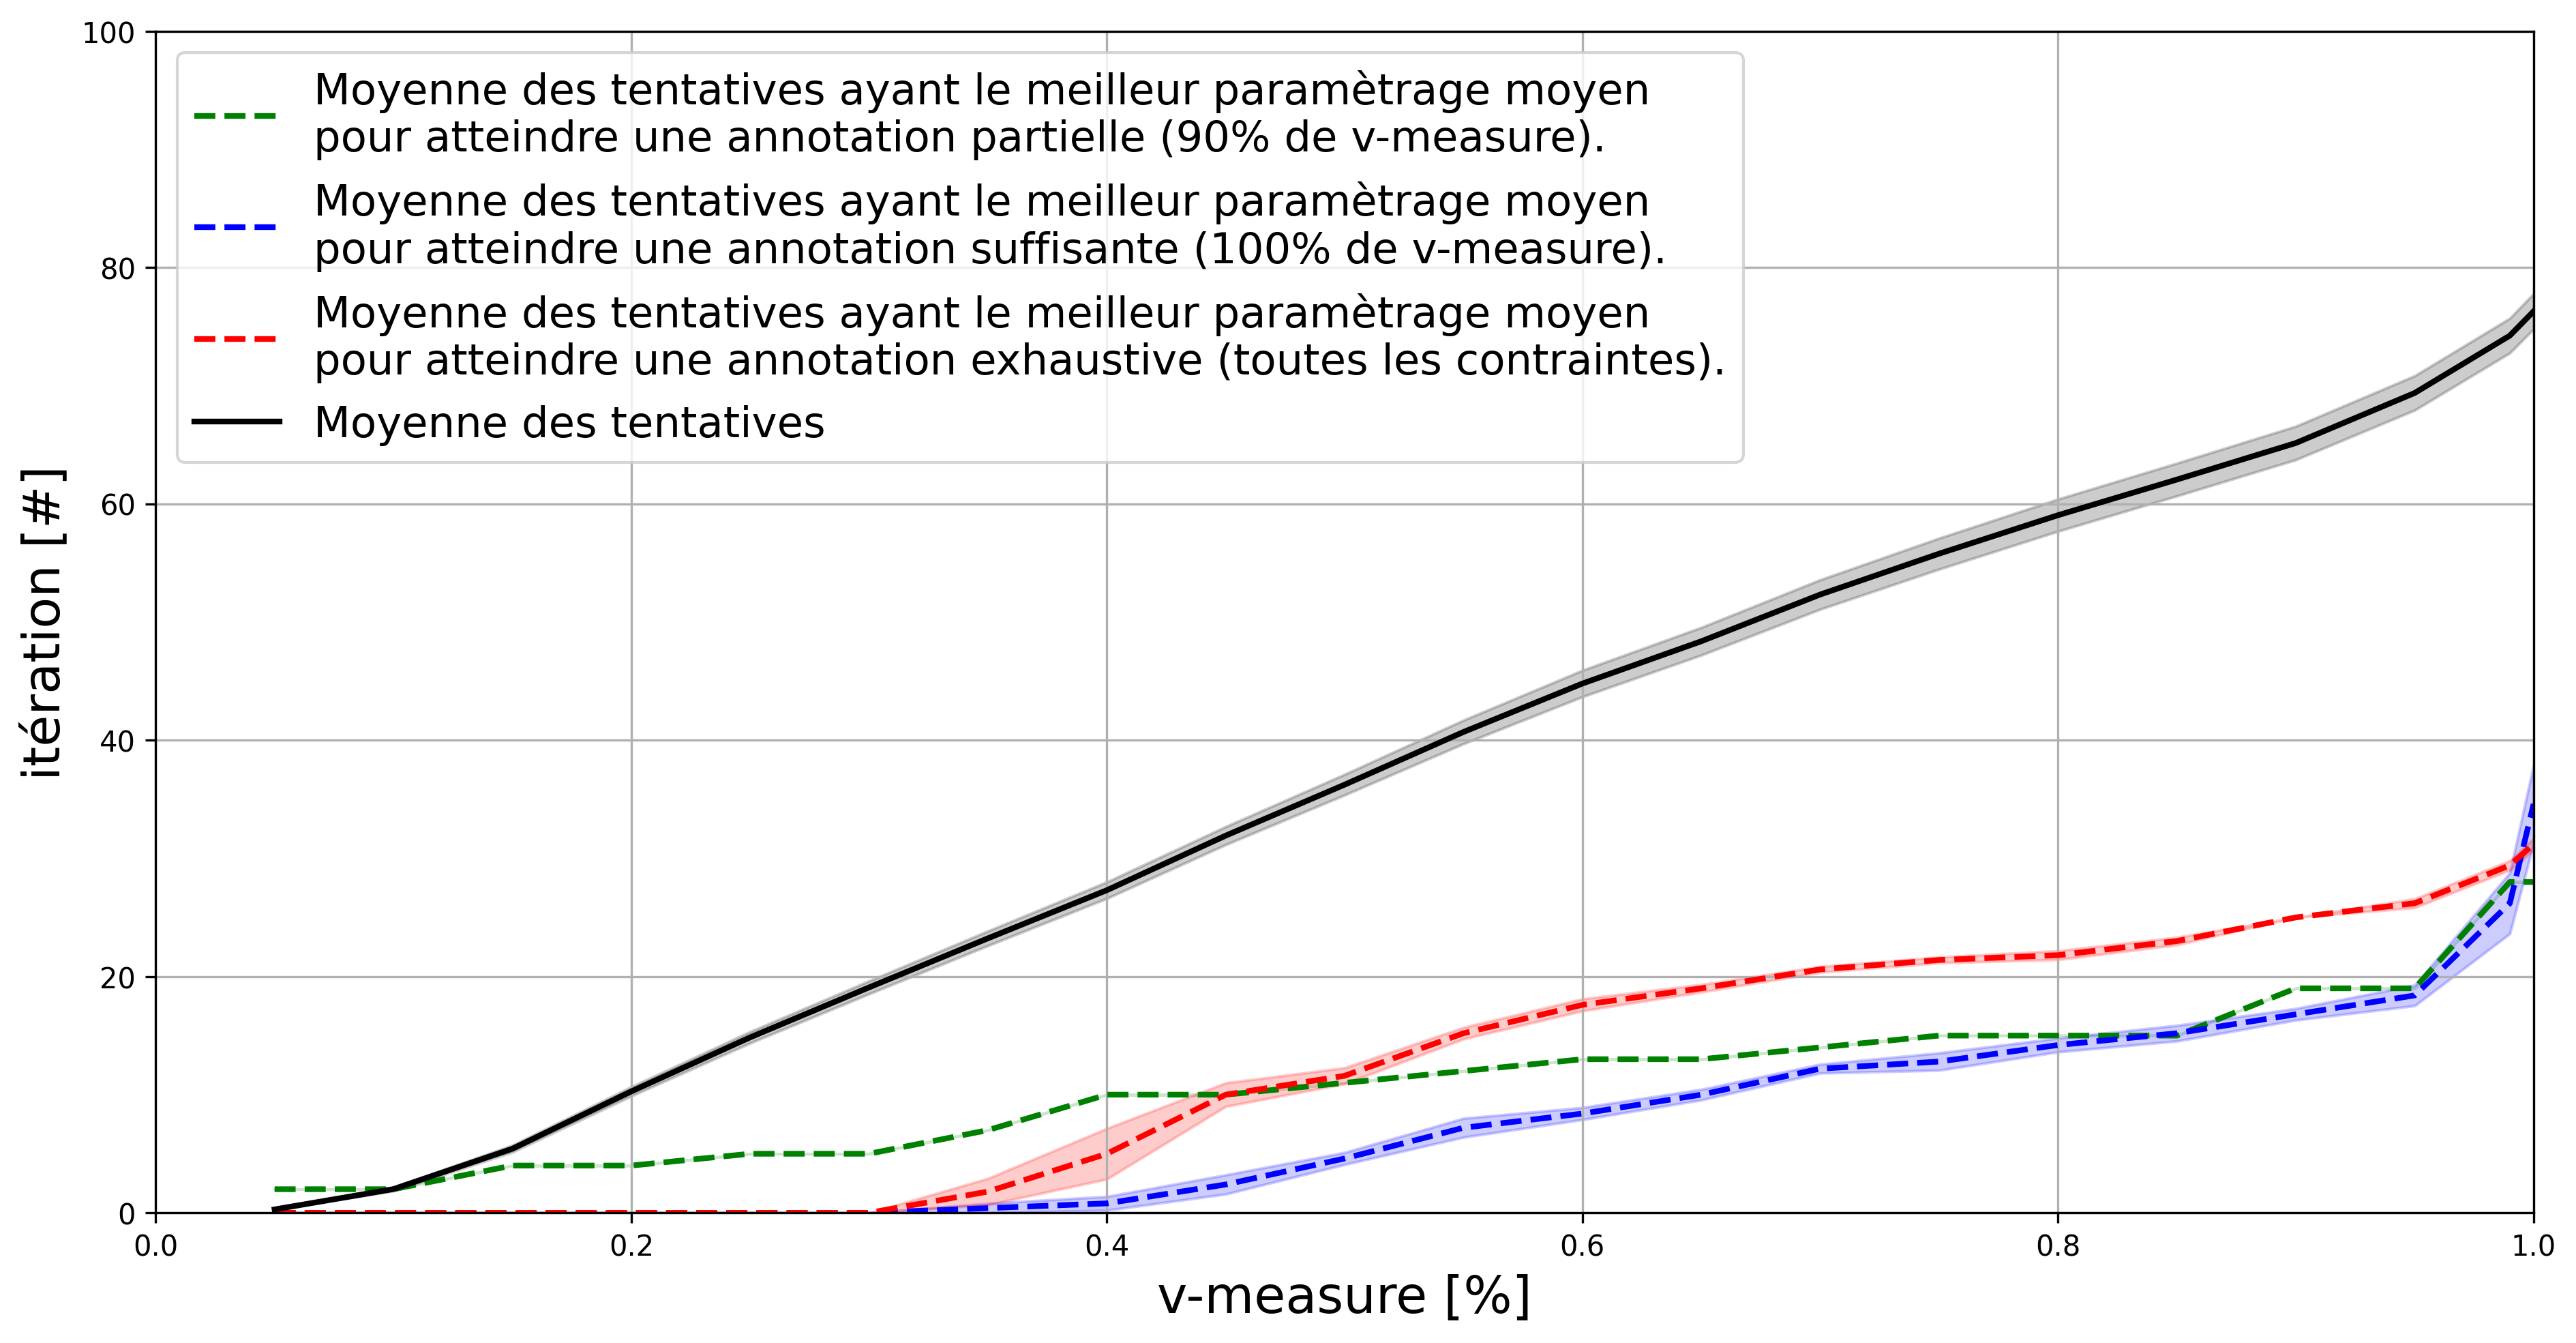 100
80
60
40
20
0
itération [#]
Moyenne des tentatives ayant le meilleur paramètrage moyen
pour atteindre une annotation partielle (90% de v-measure).
Moyenne des tentatives ayant le meilleur paramètrage moyen
pour atteindre une annotation suffisante (100% de v-measure).
Moyenne des tentatives ayant le meilleur paramètrage moyen
pour atteindre une annotation exhaustive (toutes les contraintes).
Moyenne des tentatives
0.0 0.2 0.4 0.6 0.8 1.0
v-measure [%]